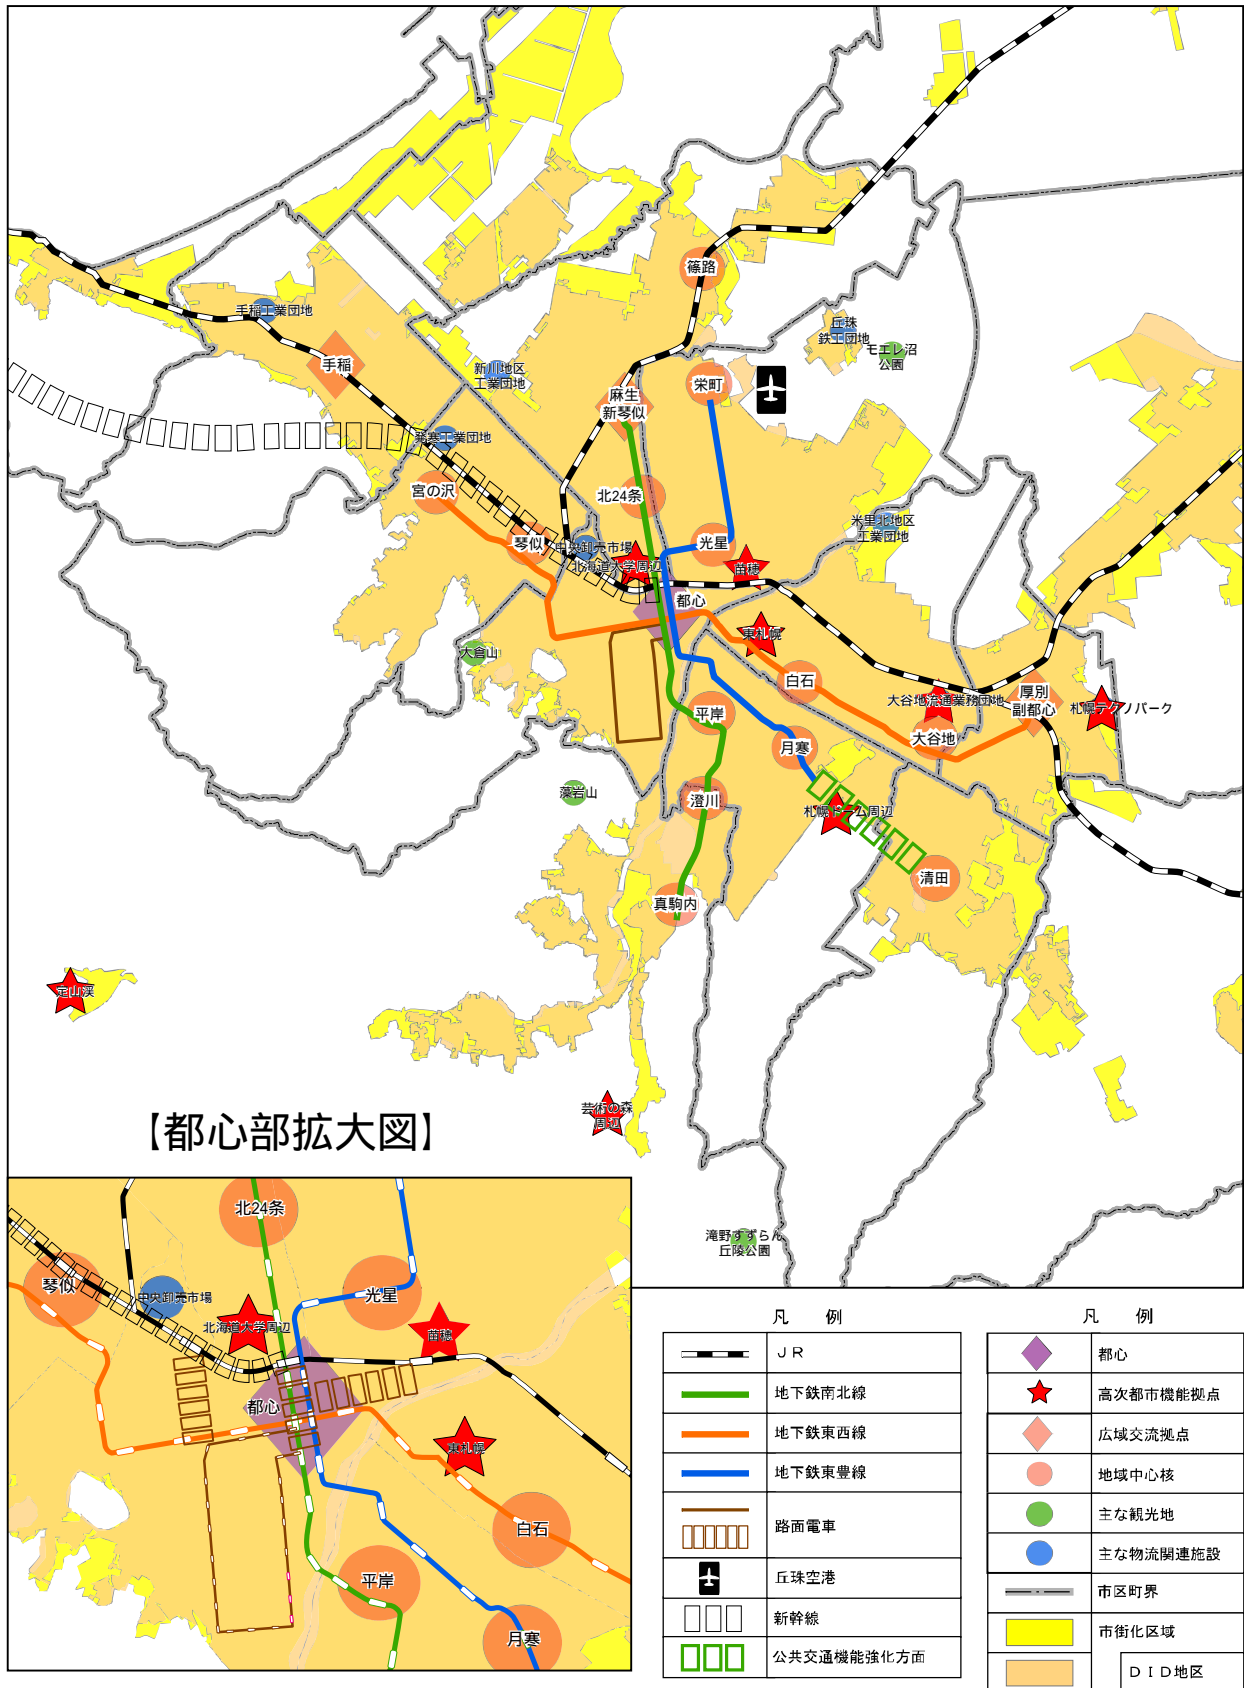 篠路
手稲工業団地
丘珠
鉄工団地
モエレ沼
公園
手稲
新川地区
工業団地
栄町
麻生
新琴似
発寒工業団地
宮の沢
北24条
米里北地区
工業団地
琴似
中央卸売市場
光星
北海道大学周辺
苗穂
都心
東札幌
大倉山
白石
大谷地流通業務団地
厚別
副都心
札幌テクノパーク
平岸
大谷地
月寒
藻岩山
澄川
札幌ドーム周辺
清田
真駒内
定山渓
芸術の森
周辺
滝野すずらん
丘陵公園
【都心部拡大図】
北24条
琴似
中央卸売市場
光星
北海道大学周辺
苗穂
都心
東札幌
白石
平岸
月寒
凡 例
ＪＲ
地下鉄南北線
地下鉄東西線
地下鉄東豊線
路面電車
丘珠空港
新幹線
公共交通機能強化方面
凡 例
都心
高次都市機能拠点
広域交流拠点
地域中心核
主な観光地
主な物流関連施設
市区町界
市街化区域
ＤＩＤ地区